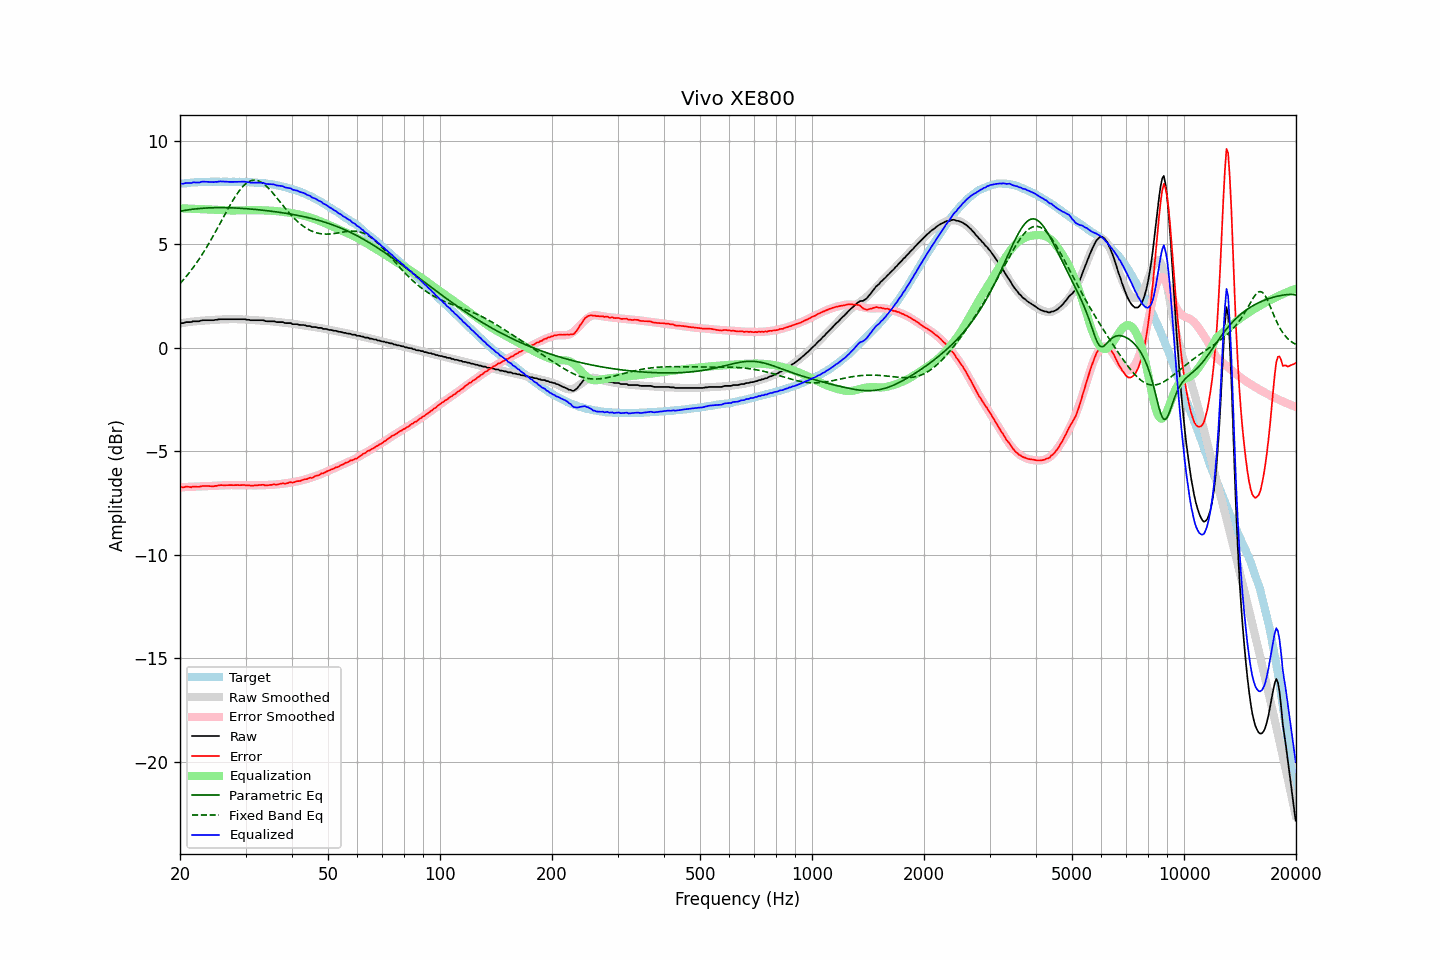 Vivo XE800
Amplitude (dBr)
10
5
0
−5
−10
−15
−20
Target
Raw Smoothed
Error Smoothed
Raw
Error
Equalization
Parametric Eq
Fixed Band Eq
Equalized
20 50 100 200 500 1000 2000 5000 10000 20000
Frequency (Hz)